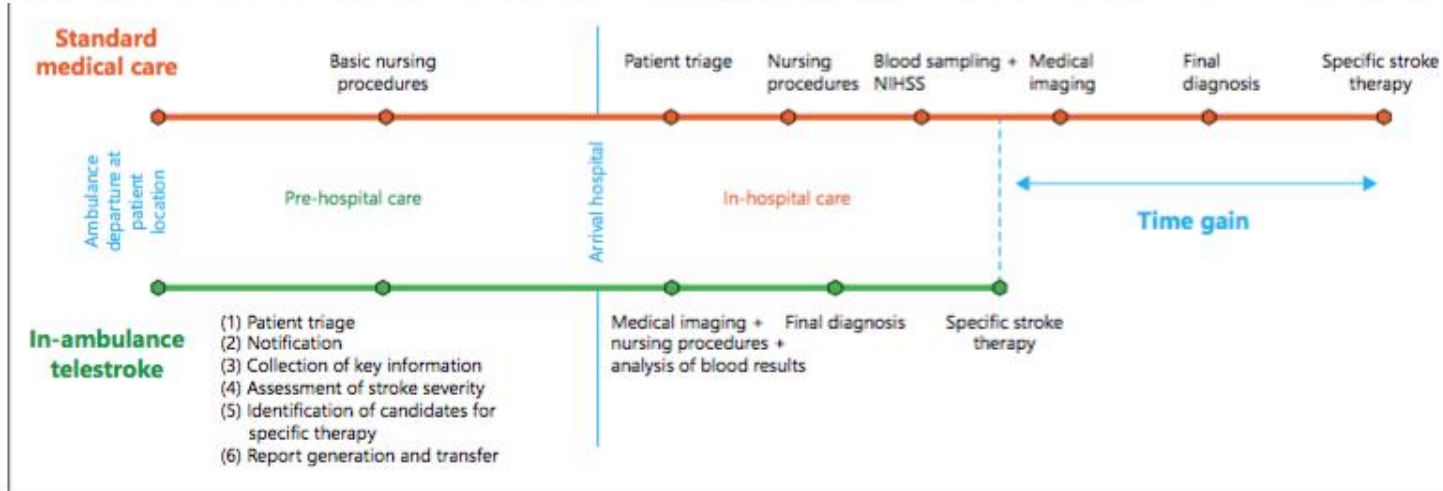 Standard
medical care
Basic nursing
procedures
Patient triage
Nursing
procedures
Blood sampling +
NIHSS
Medical
imaging
Final
diagnosis
Specific stroke
therapy
Ambulance
departure at
patient
location
Pre-hospital care
Arrival hospital
In-hospital care
Time gain
In-ambulance
telestroke
(1) Patient triage
(2) Notification
(3) Collection of key information
(4) Assessment of stroke severity
(5) Identification of candidates for
specific therapy
(6) Report generation and transfer
Medical imaging +
nursing procedures +
analysis of blood results
Final diagnosis
Specific stroke
therapy